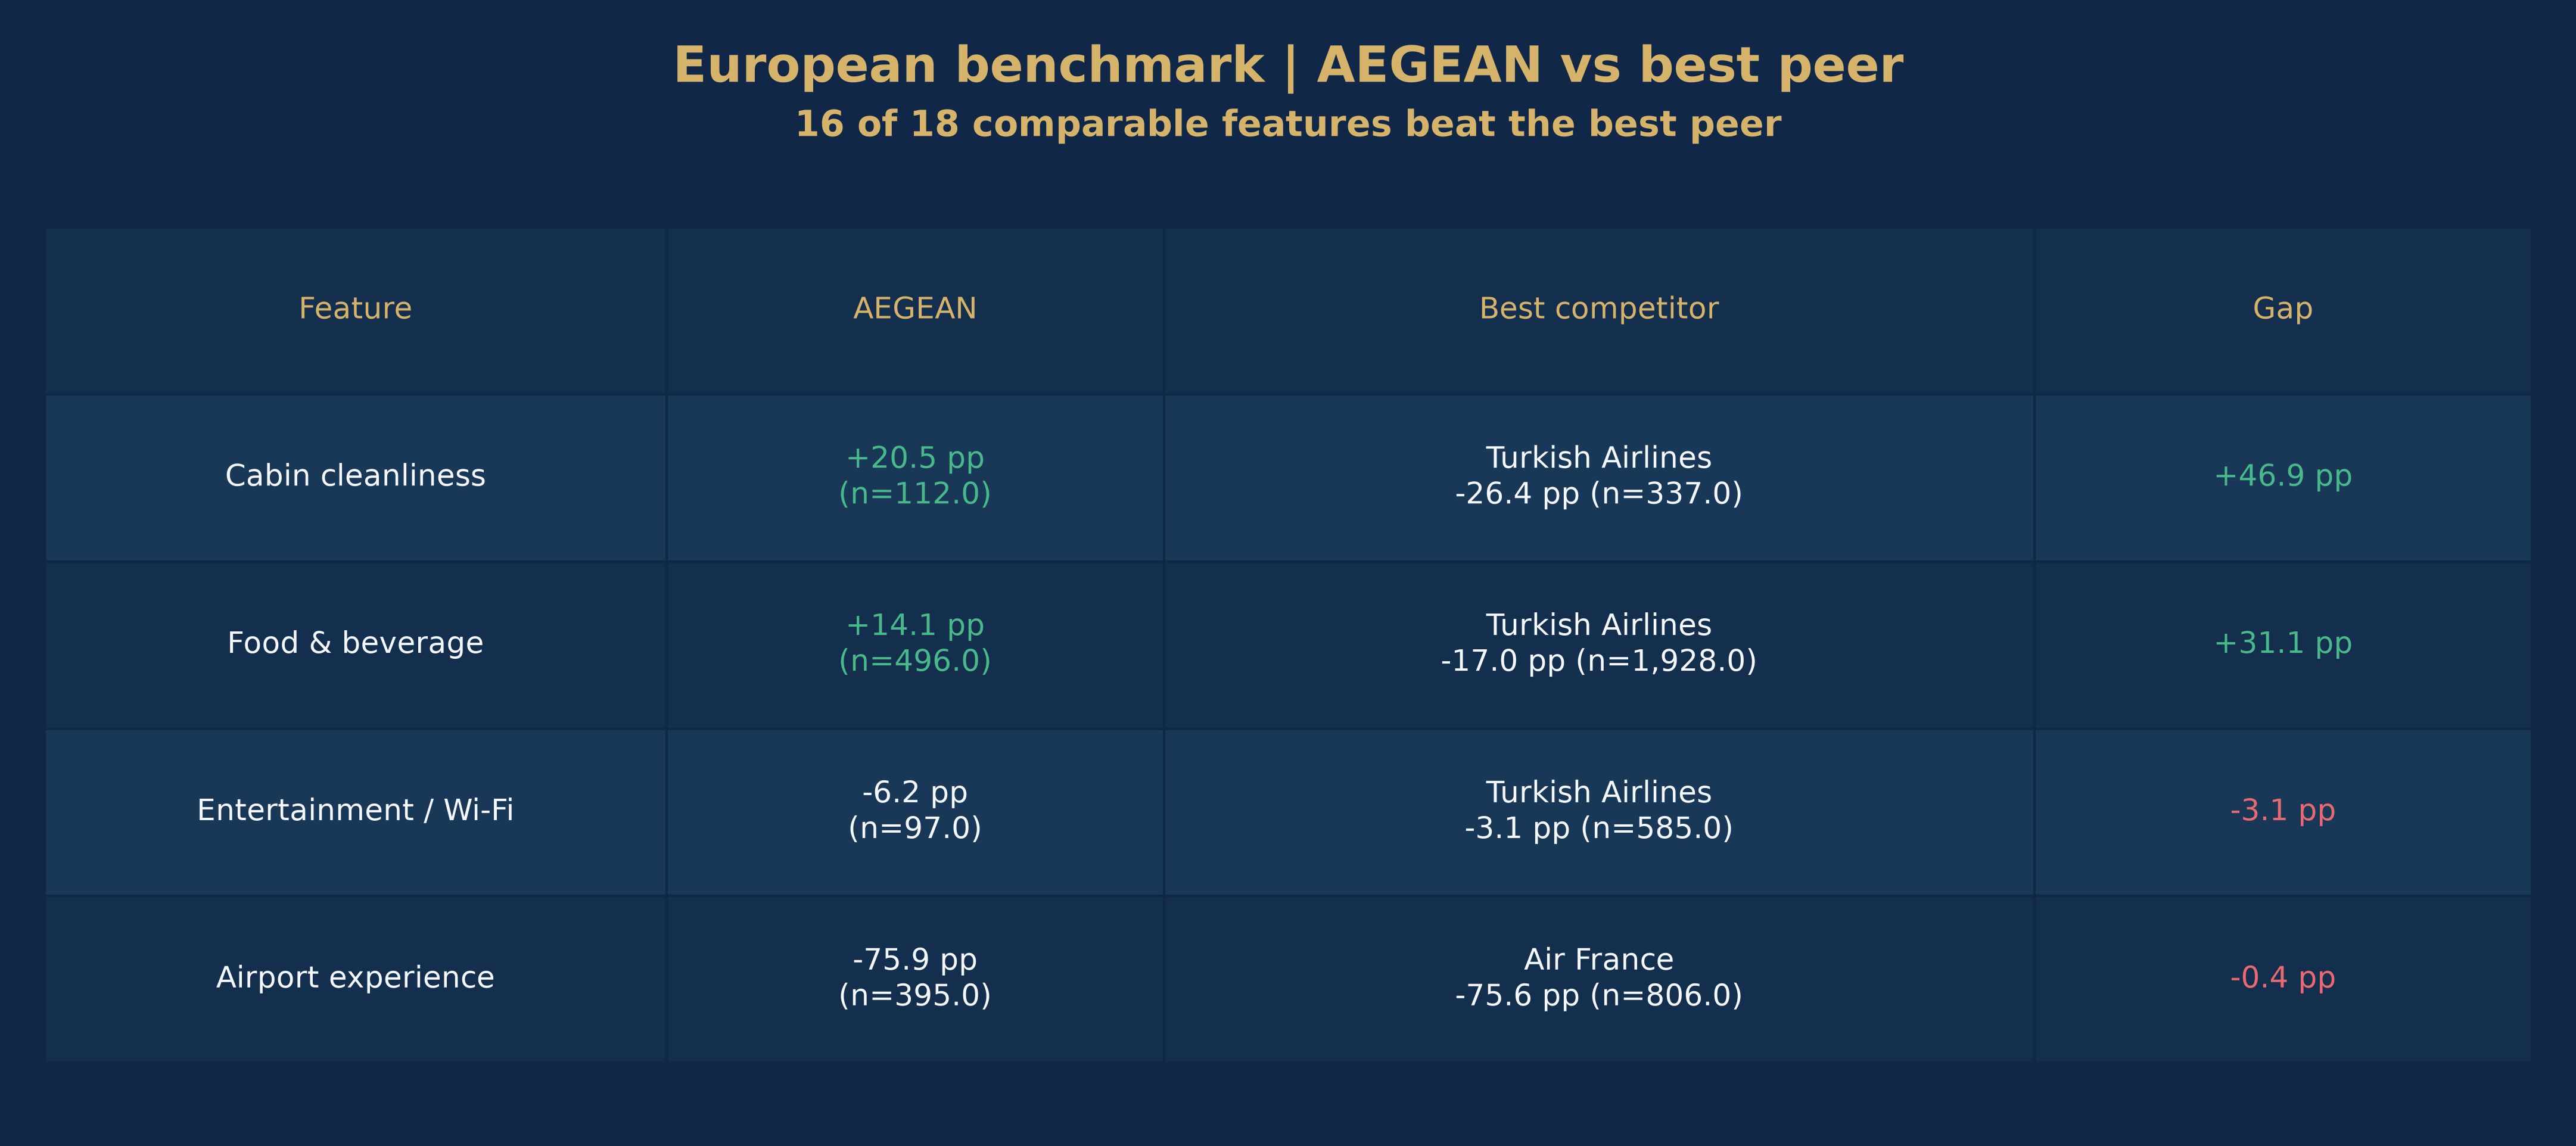 European benchmark | AEGEAN vs best peer
16 of 18 comparable features beat the best peer
Feature
AEGEAN
Best competitor
Gap
Cabin cleanliness
+20.5 pp
(n=112.0)
Turkish Airlines
-26.4 pp (n=337.0)
+46.9 pp
Food & beverage
+14.1 pp
(n=496.0)
Turkish Airlines
-17.0 pp (n=1,928.0)
+31.1 pp
Entertainment / Wi-Fi
-6.2 pp
(n=97.0)
Turkish Airlines
-3.1 pp (n=585.0)
-3.1 pp
Airport experience
-75.9 pp
(n=395.0)
Air France
-75.6 pp (n=806.0)
-0.4 pp